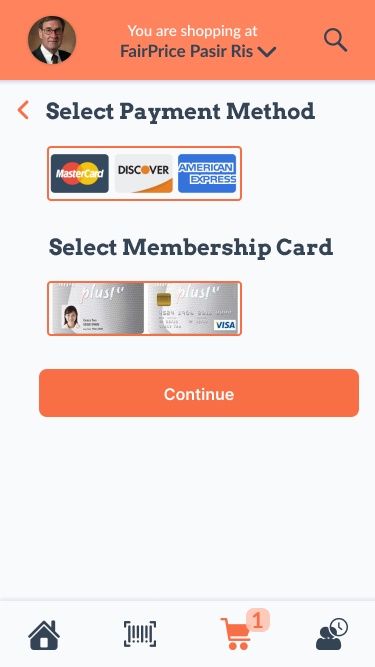 You are shopping at
FairPrice Pasir Ris
Select Payment Method
MasterCard
DISCOVER
AMERICAN
EXPRESS
Select Membership Card
plus!
plus!
VISA
Continue
1